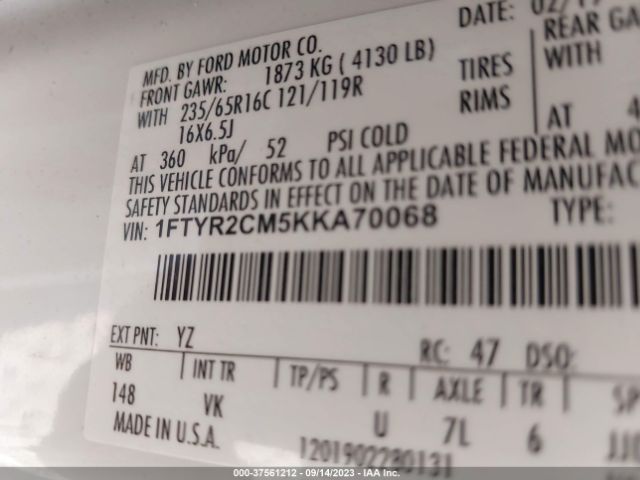 MFD. BY FORD MOTOR CO.
DATE: 02/1
FRONT GAWR: 1873 KG ( 4130 LB)
REAR
WITH 235/65R16C 121/119R TIRES WITH
16X6.5J RIMS
AT 360 kPa/ 52 PSI COLD AT 4
THIS VEHICLE CONFORMS TO ALL APPLICABLE FEDERAL MO
SAFETY STANDARDS IN EFFECT ON THE DATE OF MANUFAC
VIN: 1FTYR2CM5KKA70068 TYPE:
EXT PNT: YZ RC: 47 DSO:
WB INT TR TP/PS R AXLE TR SP
148 VK U 7L 6 JJ
MADE IN U.S.A.
1201902280131
000-37561212 - 09/14/2023 - IAA Inc.